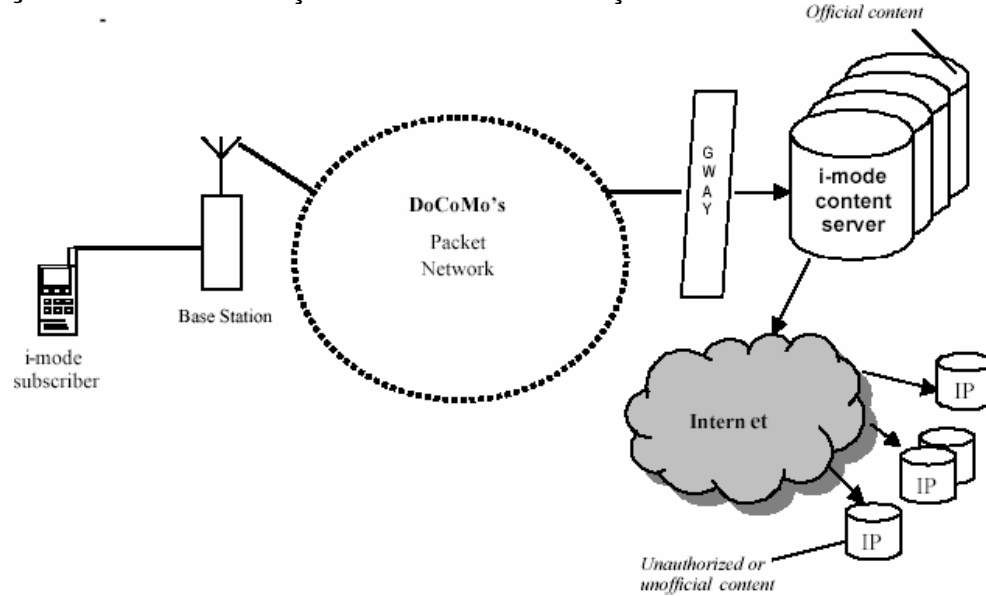 Official content
G
W
A
Y
i-mode
content
server
DoCoMo's
Packet
Network
Base Station
i-mode
subscriber
Intern et
IP
IP
IP
Unauthorized or
unofficial content